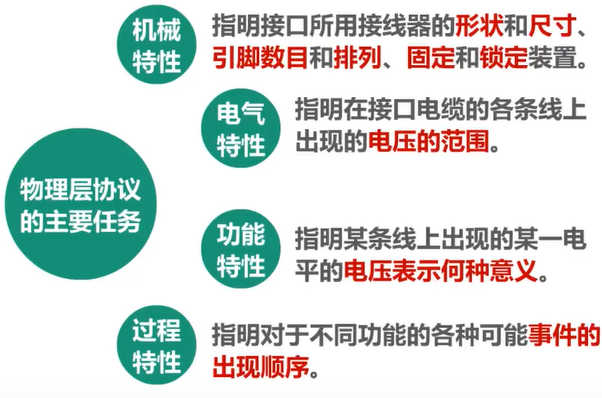 物理层协议
的主要任务
机械
特性
指明接口所用接线器的形状和尺寸、
引脚数目和排列、固定和锁定装置。
电气
特性
指明在接口电缆的各条线上
出现的电压的范围。
功能
特性
指明某条线上出现的某一电
平的电压表示何种意义。
过程
特性
指明对于不同功能的各种可能事件的
出现顺序。